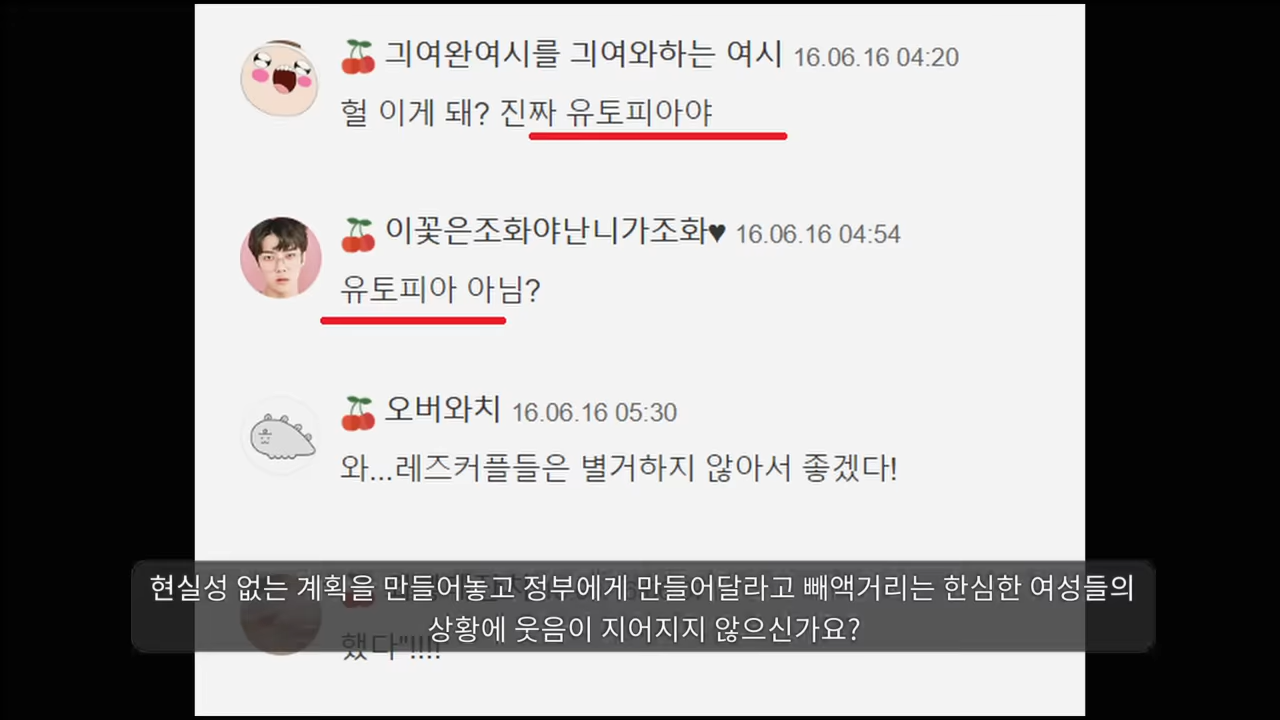 긔여완여시를 긔여와하는 여시 16.06.16 04:20
헐 이게 돼? 진짜 유토피아야
이꽃은조화야난니가조화♥ 16.06.16 04:54
유토피아 아님?
오버와치 16.06.16 05:30
와...레즈커플들은 별거하지 않아서 좋겠다!
현실성 없는 계획을 만들어놓고 정부에게 만들어달라고 빼액거리는 한심한 여성들의
상황에 웃음이 지어지지 않으신가요?
했다"!!!!